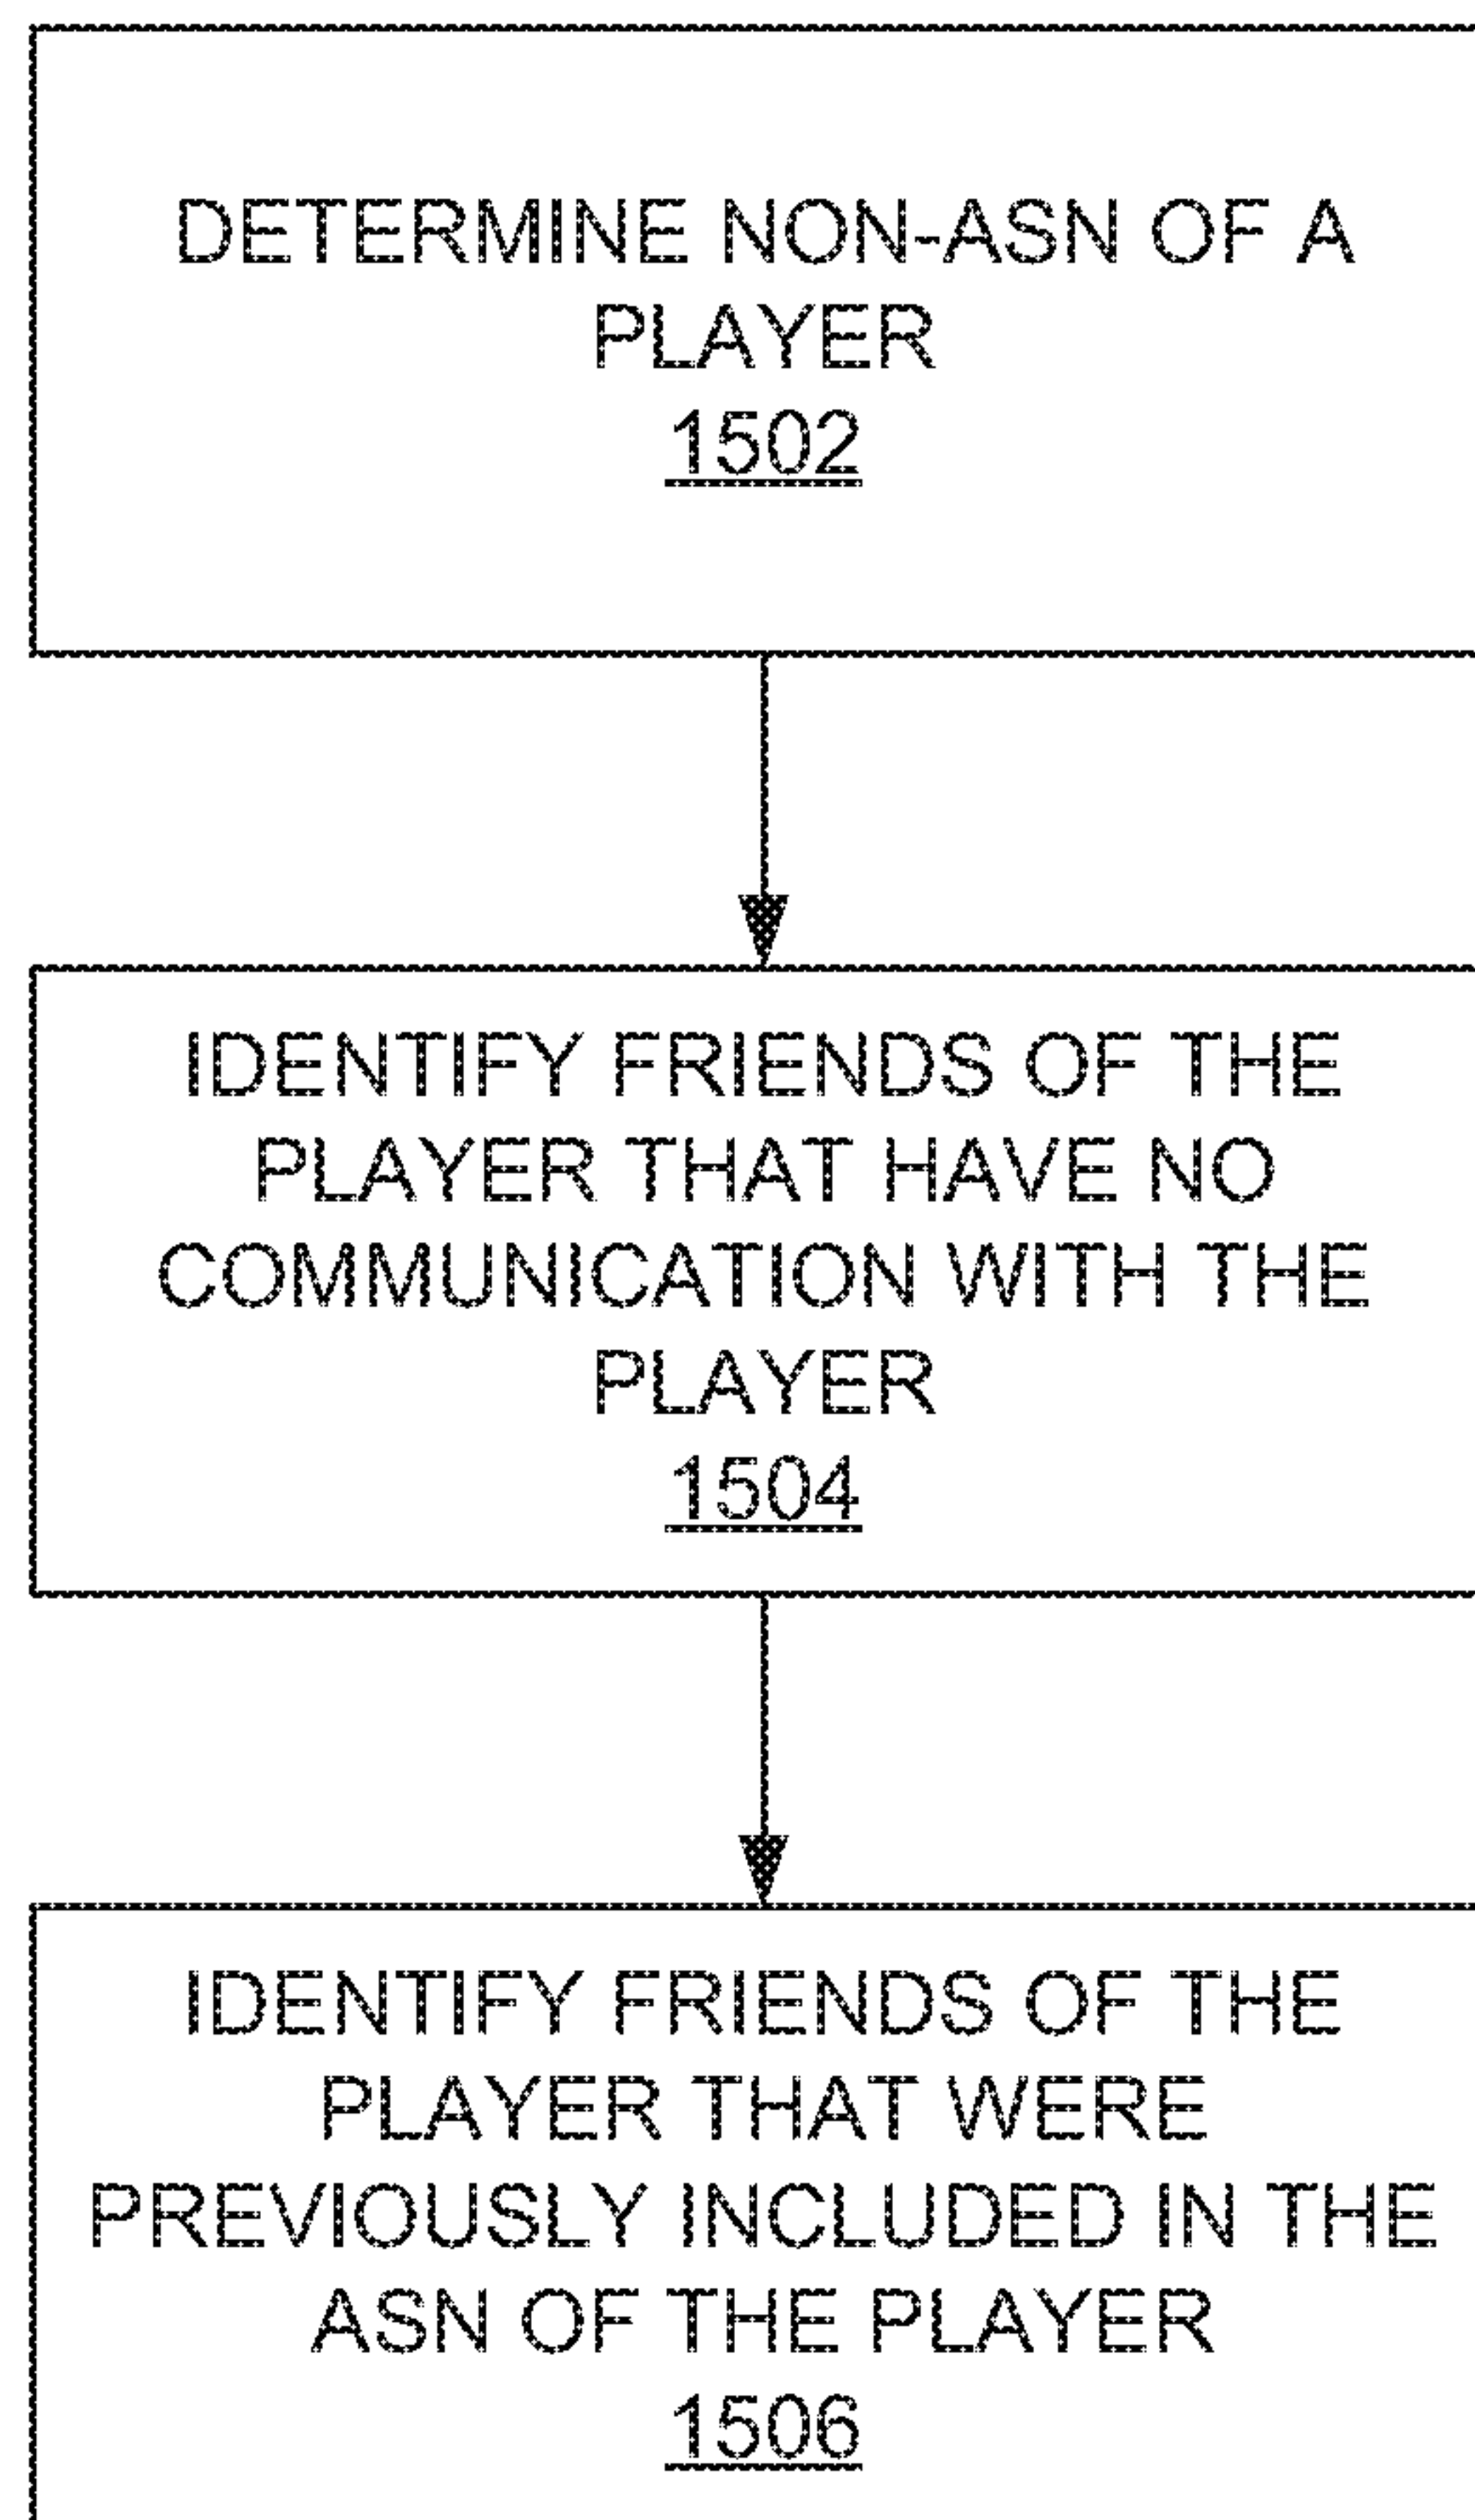 DETERMINE NON-ASN OF A
PLAYER
1502
IDENTIFY FRIENDS OF THE
PLAYER THAT HAVE NO
COMMUNICATION WITH THE
PLAYER
1504
IDENTIFY FRIENDS OF THE
PLAYER THAT WERE
PREVIOUSLY INCLUDED IN THE
ASN OF THE PLAYER
1506